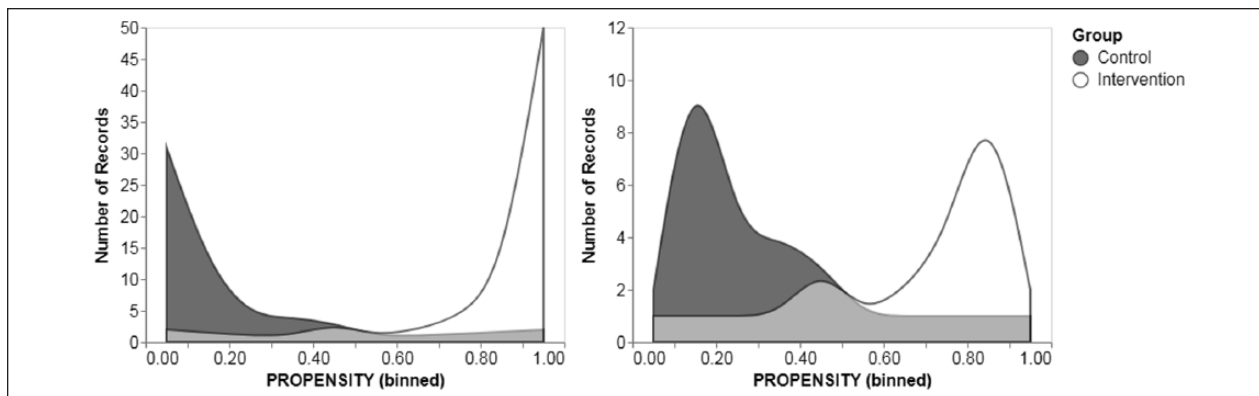 50
45
40
35
30
25
20
15
10
5
0
Number of Records
0.00 0.20 0.40 0.60 0.80 1.00
PROPENSITY (binned)
12
10
8
6
4
2
0
Number of Records
0.00 0.20 0.40 0.60 0.80 1.00
PROPENSITY (binned)
Group
Control
Intervention